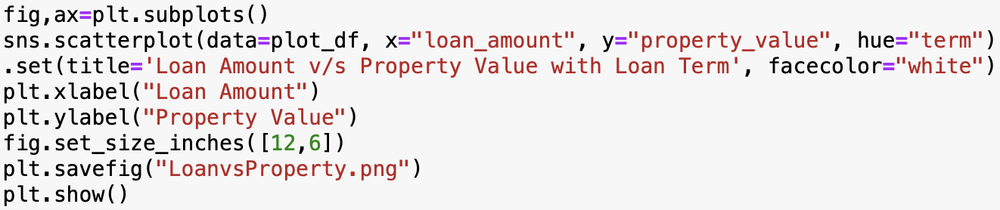 fig,ax=plt.subplots()
sns.scatterplot(data=plot_df, x="loan_amount", y="property_value", hue="term")
.set(title='Loan Amount v/s Property Value with Loan Term', facecolor="white")
plt.xlabel("Loan Amount")
plt.ylabel("Property Value")
fig.set_size_inches([12,6])
plt.savefig("LoanvsProperty.png")
plt.show()